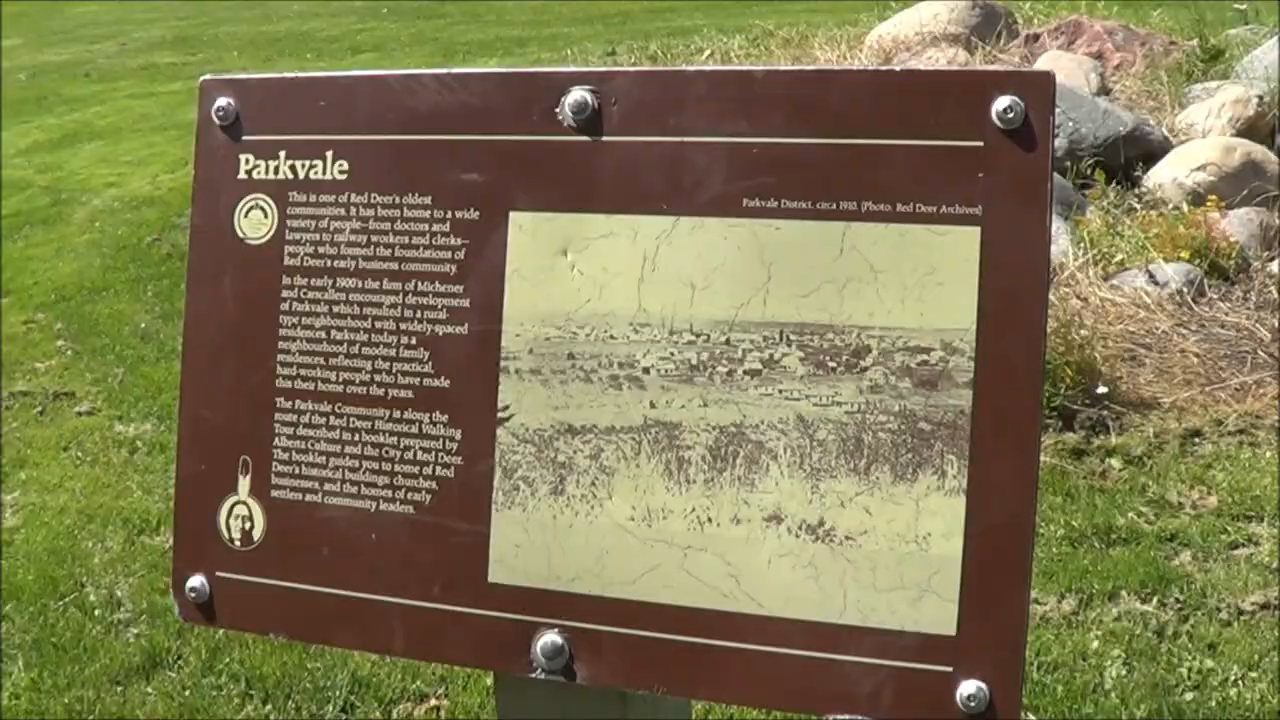 Parkvale
This is one of Red Deer's oldest
communities. It has been home to a wide
variety of people—from doctors and
lawyers to railway workers and clerks—
people who formed the foundations of
Red Deer's early business community.
In the early 1900's the firm of Michener
and Carscallen encouraged development
of Parkvale which resulted in a rural-
type neighbourhood with widely-spaced
residences. Parkvale today is a
neighbourhood of modest family
residences, reflecting the practical,
hard-working people who have made
this their home over the years.
The Parkvale Community is along the
route of the Red Deer Historical Walking
Tour described in a booklet prepared by
Alberta Culture and the City of Red Deer.
The booklet guides you to some of Red
Deer's historical buildings: churches,
businesses, and the homes of early
settlers and community leaders.
Parkvale District, circa 1910. (Photo: Red Deer Archives)